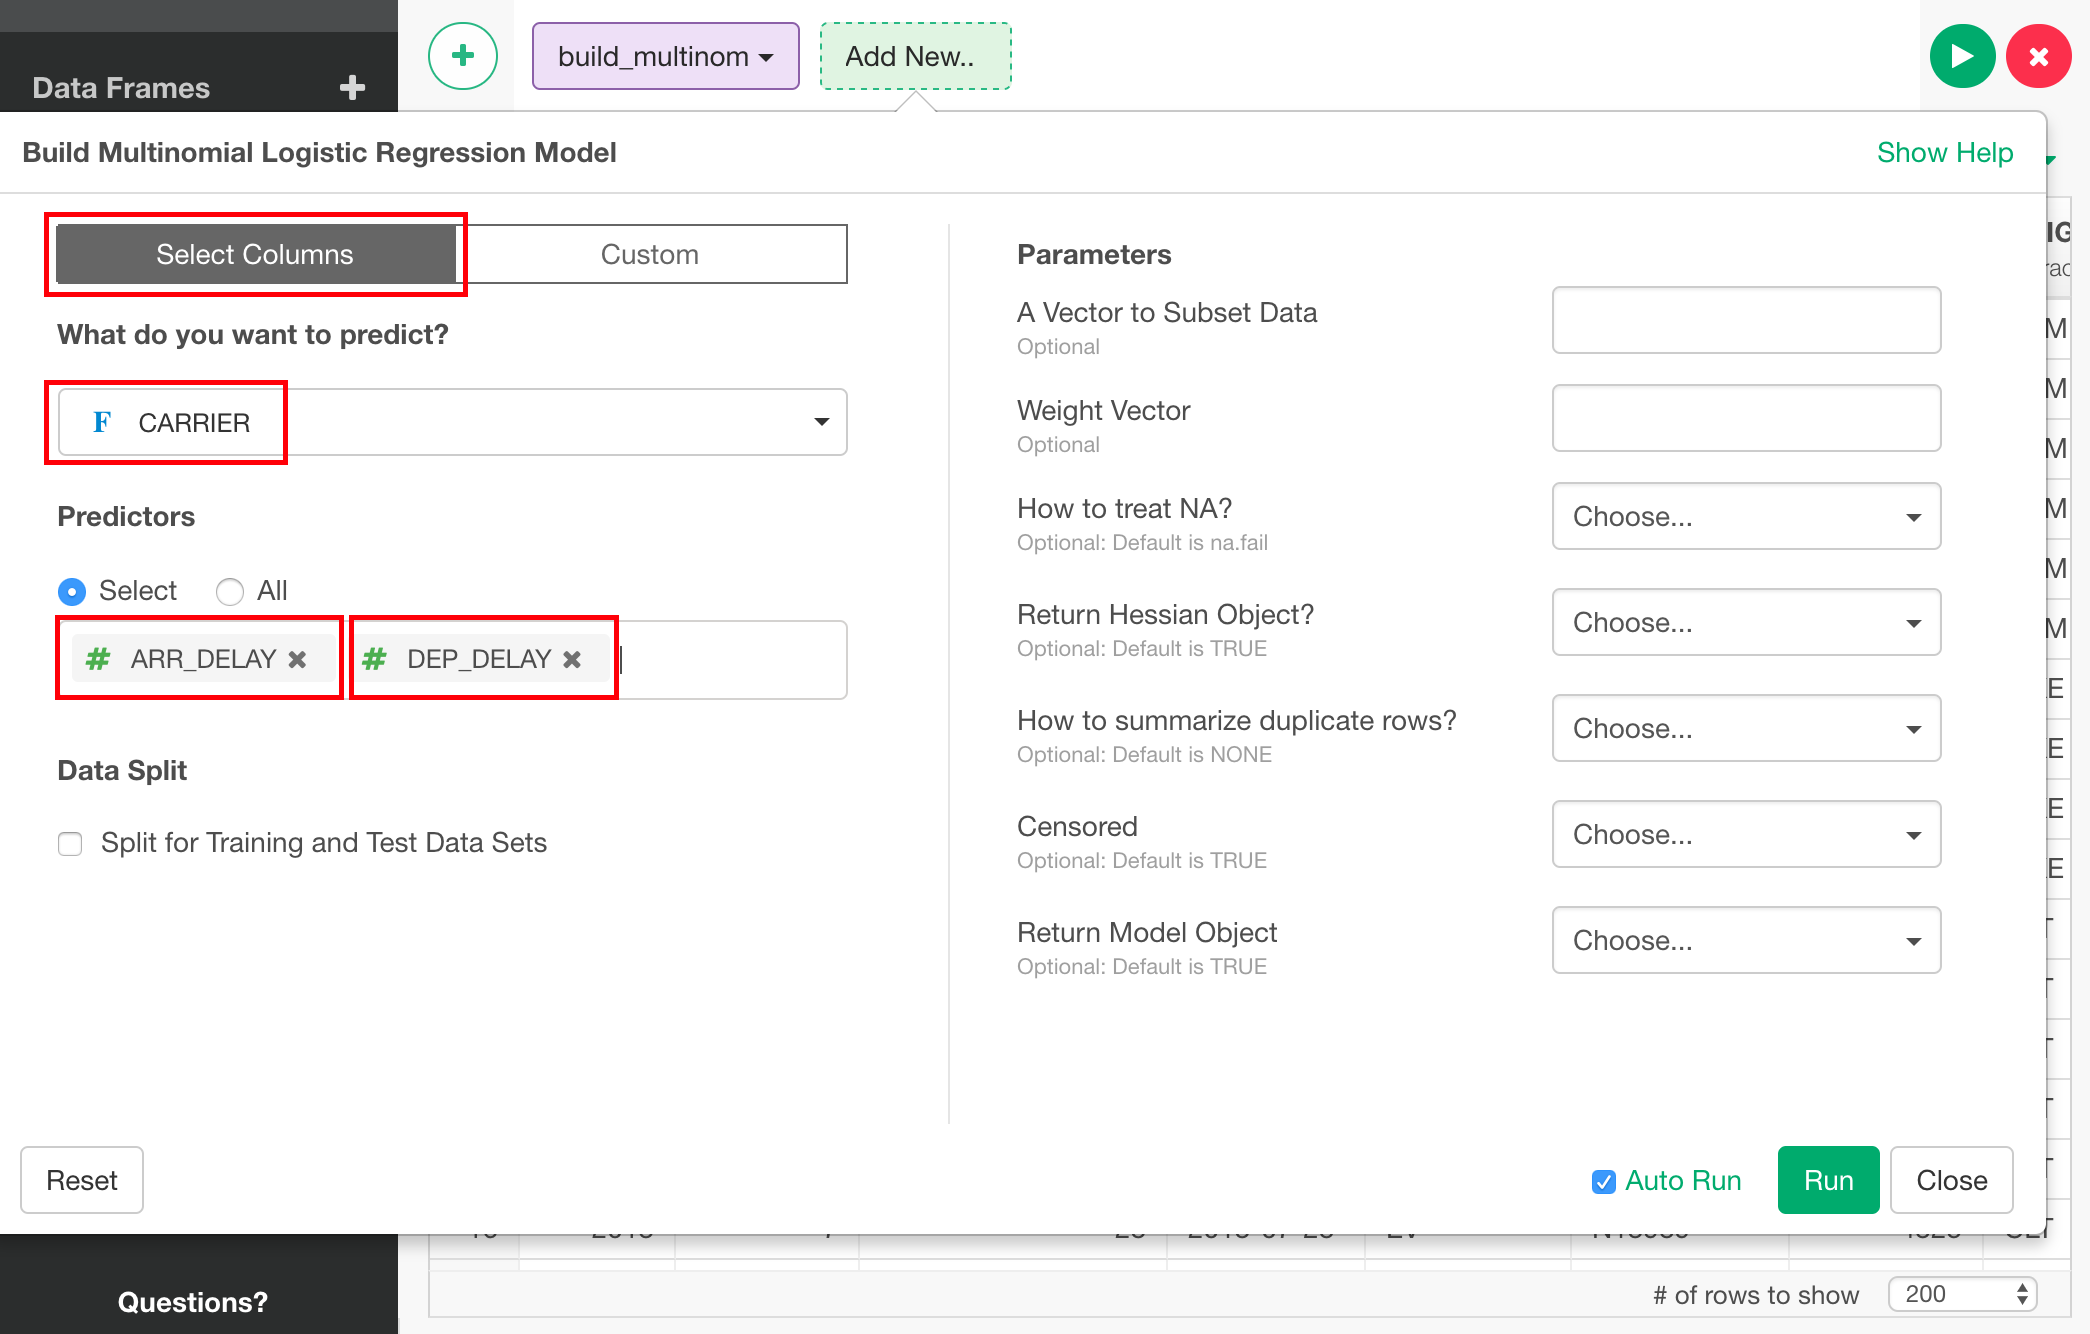 Data Frames
build_multinom
Add New..
Build Multinomial Logistic Regression Model
Show Help
Select Columns
Custom
What do you want to predict?
F CARRIER
Predictors
Select
All
# ARR_DELAY
# DEP_DELAY
Data Split
Split for Training and Test Data Sets
Parameters
A Vector to Subset Data
Optional
Weight Vector
Optional
How to treat NA?
Optional: Default is na.fail
Choose...
Return Hessian Object?
Optional: Default is TRUE
Choose...
How to summarize duplicate rows?
Optional: Default is NONE
Choose...
Censored
Optional: Default is TRUE
Choose...
Return Model Object
Optional: Default is TRUE
Choose...
Reset
Auto Run
Run
Close
Questions?
# of rows to show
200